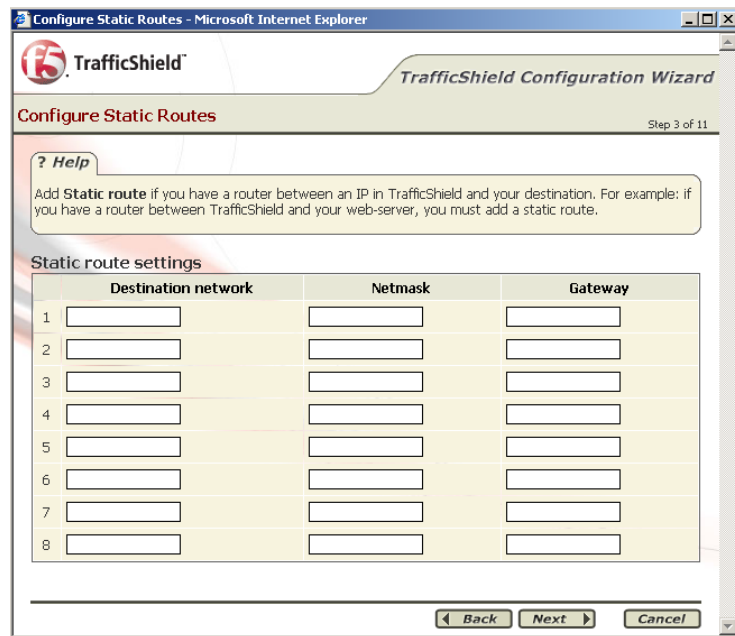 Configure Static Routes - Microsoft Internet Explorer
f5
TrafficShield™
TrafficShield Configuration Wizard
Configure Static Routes
Step 3 of 11
? Help
Add Static route if you have a router between an IP in TrafficShield and your destination. For example: if
you have a router between TrafficShield and your web-server, you must add a static route.
Static route settings
Destination network Netmask Gateway
1
2
3
4
5
6
7
8
Back Next Cancel